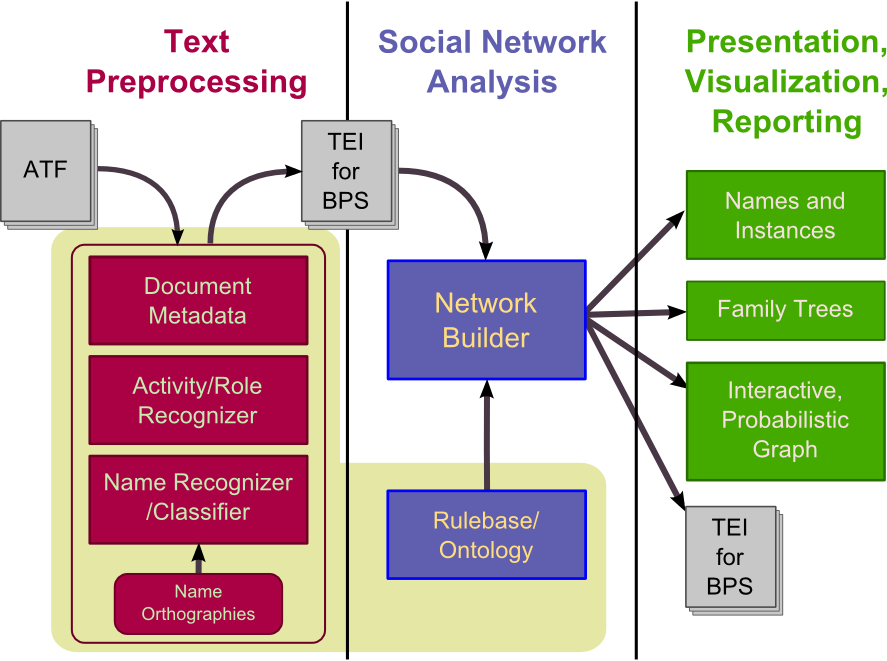 Text
Preprocessing
Social Network
Analysis
Presentation,
Visualization,
Reporting
ATF
TEI
for
BPS
Document
Metadata
Activity/Role
Recognizer
Name Recognizer
/Classifier
Name
Orthographies
Network
Builder
Rulebase/
Ontology
Names and
Instances
Family Trees
Interactive,
Probabilistic
Graph
TEI
for
BPS